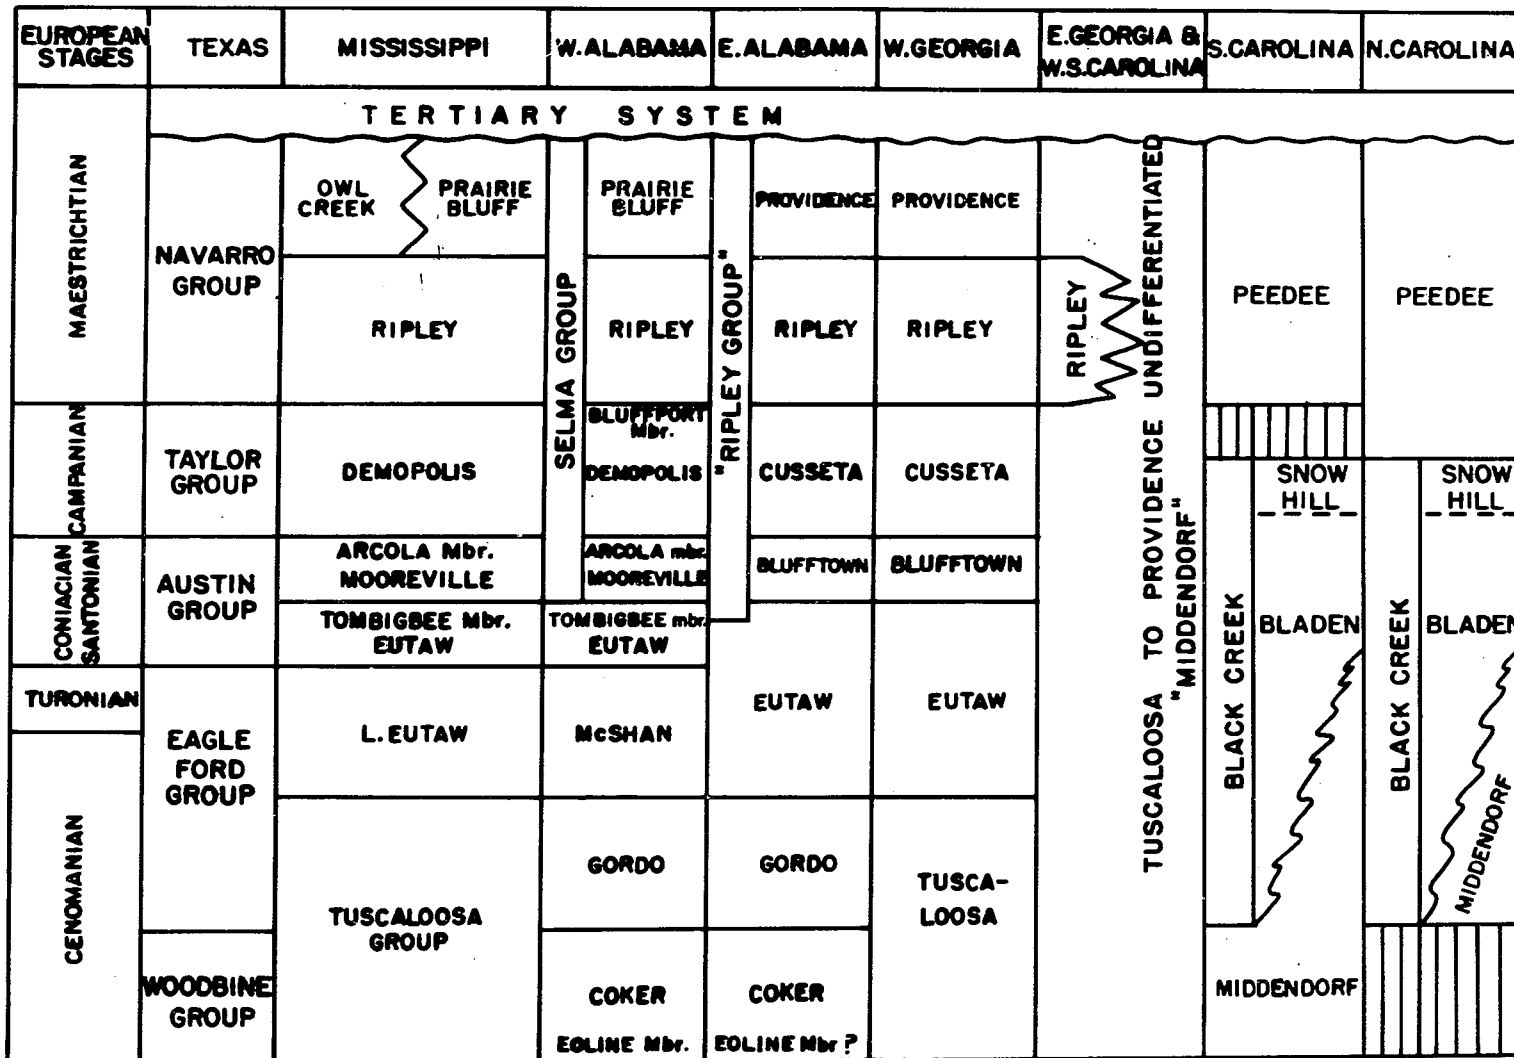 EUROPEAN STAGES
TEXAS
MISSISSIPPI
W.ALABAMA
E.ALABAMA
W.GEORGIA
E.GEORGIA &
W.S.CAROLINA
S.CAROLINA
N.CAROLINA
TERTIARY SYSTEM
MAESTRICHTIAN
CAMPANIAN
CONIACIAN
SANTONIAN
TURONIAN
CENOMANIAN
NAVARRO
GROUP
TAYLOR
GROUP
AUSTIN
GROUP
EAGLE
FORD
GROUP
WOODBINE
GROUP
OWL
CREEK
PRAIRIE
BLUFF
RIPLEY
DEMOPOLIS
ARCOLA Mbr.
MOOREVILLE
TOMBIGBEE Mbr.
EUTAW
L. EUTAW
TUSCALOOSA
GROUP
SELMA GROUP
PRAIRIE
BLUFF
RIPLEY
BLUFFPORT
Mbr.
DEMOPOLIS
ARCOLA mbr.
MOOREVILLE
TOMBIGBEE mbr.
EUTAW
McSHAN
GORDO
COKER
EOLINE Mbr.
"RIPLEY GROUP"
PROVIDENCE
RIPLEY
CUSSETA
BLUFFTOWN
EUTAW
GORDO
COKER
EOLINE Mbr ?
PROVIDENCE
RIPLEY
CUSSETA
BLUFFTOWN
EUTAW
TUSCA-
LOOSA
RIPLEY
TUSCALOOSA TO PROVIDENCE UNDIFFERENTIATED
"MIDDENDORF"
PEEDEE
SNOW
HILL
BLACK CREEK
BLADEN
MIDDENDORF
PEEDEE
SNOW
HILL
BLACK CREEK
BLADEN
MIDDENDORF